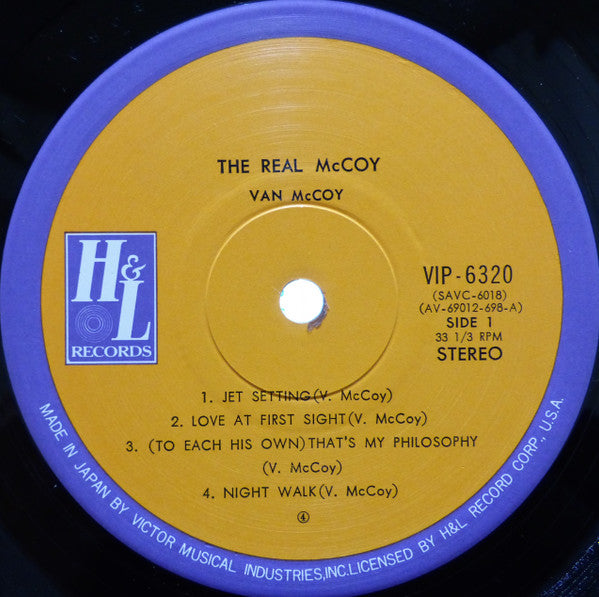 THE REAL McCOY
VAN McCOY
H&L
RECORDS
VIP-6320
(SAVC-6018)
(AV-69012-698-A)
SIDE 1
33 1/3 RPM
STEREO
1. JET SETTING(V. McCoy)
2. LOVE AT FIRST SIGHT(V. McCoy)
3. (TO EACH HIS OWN)THAT'S MY PHILOSOPHY
(V. McCoy)
4. NIGHT WALK(V. McCoy)
④
MADE IN JAPAN BY VICTOR MUSICAL INDUSTRIES,INC.LICENSED BY H&L RECORD CORP., U.S.A.